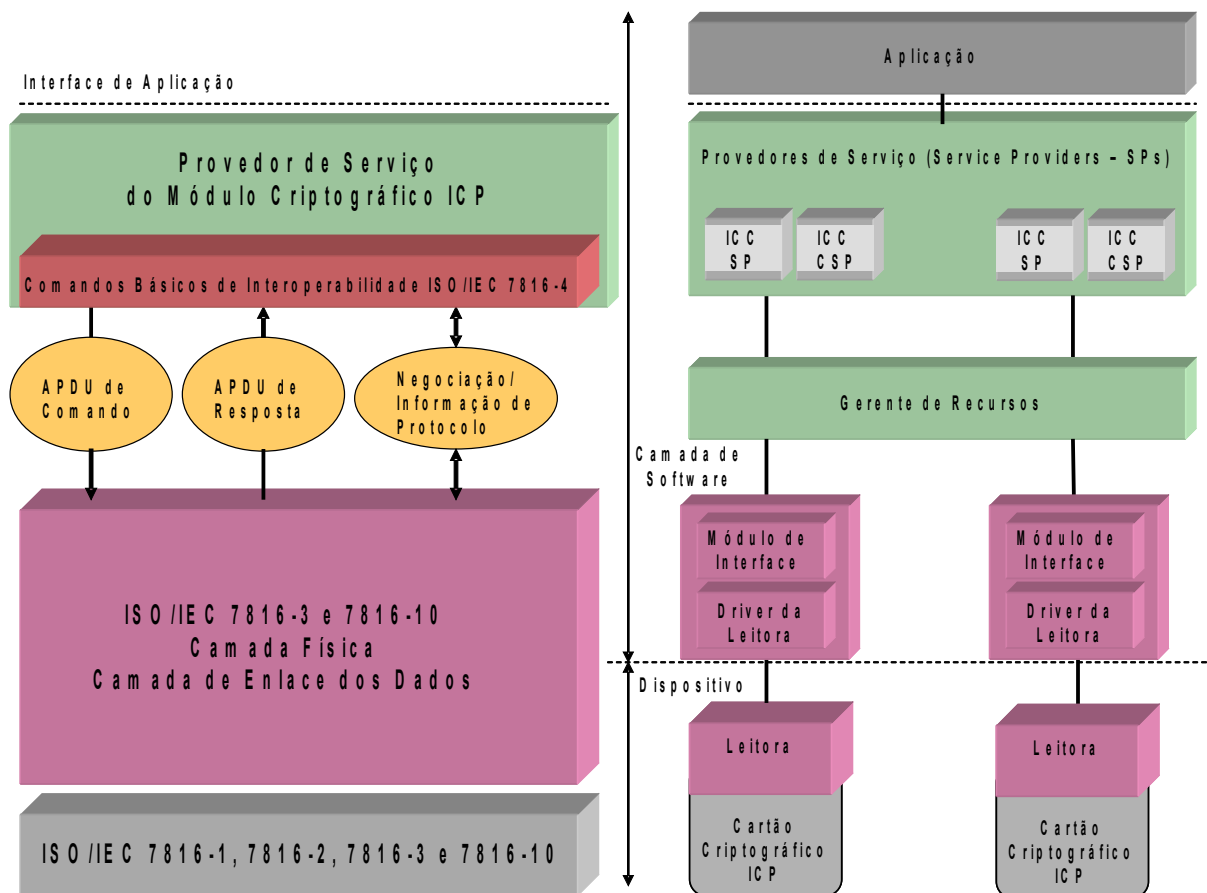 Interface de Aplicação
Provedor de Serviço
do Módulo Criptográfico ICP
Comandos Básicos de Interoperabilidade ISO/IEC 7816-4
APDU de
Comando
APDU de
Resposta
Negociação/
Informação de
Protocolo
ISO/IEC 7816-3 e 7816-10
Camada Física
Camada de Enlace dos Dados
ISO/IEC 7816-1, 7816-2, 7816-3 e 7816-10
Aplicação
Provedores de Serviço (Service Providers – SPs)
ICC
SP
ICC
CSP
ICC
SP
ICC
CSP
Gerente de Recursos
Camada de
Software
Módulo de
Interface
Driver da
Leitora
Módulo de
Interface
Driver da
Leitora
Dispositivo
Leitora
Leitora
Cartão
Criptográfico
ICP
Cartão
Criptográfico
ICP